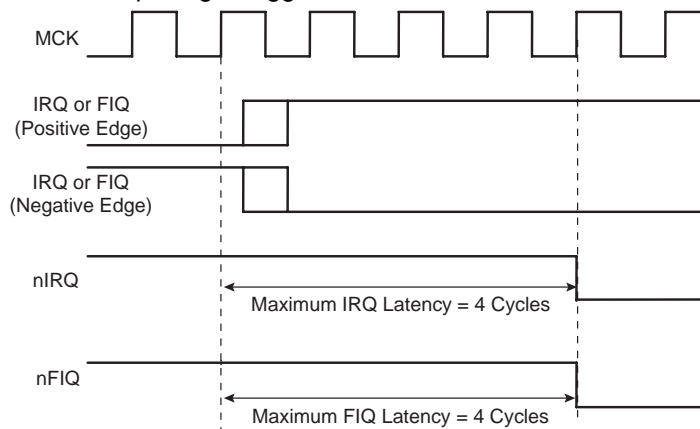 MCK
IRQ or FIQ
(Positive Edge)
IRQ or FIQ
(Negative Edge)
nIRQ
Maximum IRQ Latency = 4 Cycles
nFIQ
Maximum FIQ Latency = 4 Cycles